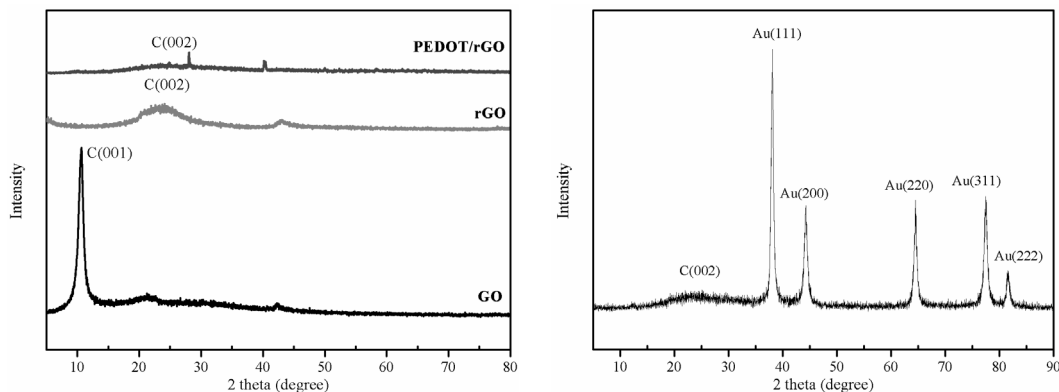 C(002)
PEDOT/rGO
C(002)
rGO
C(001)
GO
Intensity
10 20 30 40 50 60 70 80
2 theta (degree)
Au(111)
Au(200)
Au(220)
Au(311)
Au(222)
C(002)
Intensity
10 20 30 40 50 60 70 80 90
2 theta (degree)